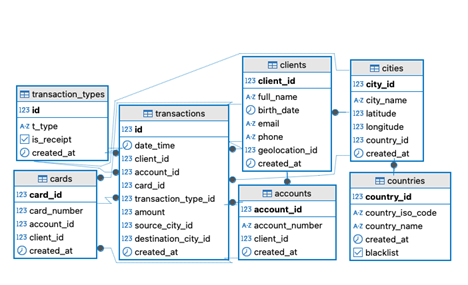 transaction_types
123 id
A-Z t_type
is_receipt
created_at
cards
123 card_id
123 card_number
123 account_id
123 client_id
created_at
transactions
123 id
date_time
123 client_id
123 account_id
123 card_id
123 transaction_type_id
123 amount
123 source_city_id
123 destination_city_id
created_at
clients
123 client_id
A-Z full_name
birth_date
A-Z email
A-Z phone
123 geolocation_id
created_at
accounts
123 account_id
A-Z account_number
123 client_id
created_at
cities
123 city_id
A-Z city_name
123 latitude
123 longitude
123 country_id
created_at
countries
123 country_id
A-Z country_iso_code
A-Z country_name
created_at
blacklist